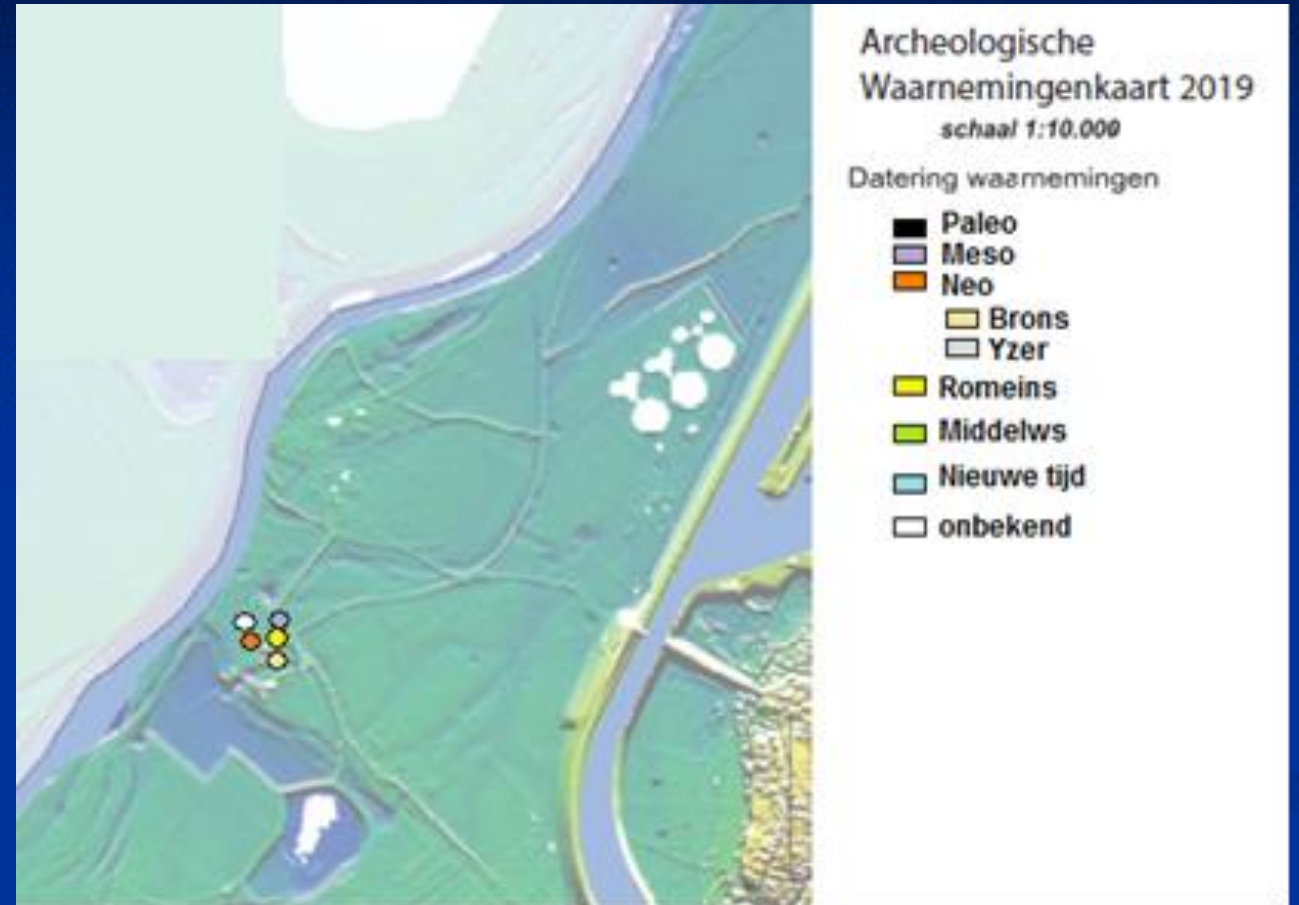 Archeologische
Waarnemingenkaart 2019
schaal 1:10.000
Datering waarnemingen
Paleo
Meso
Neo
Brons
Yzer
Romeins
Middelws
Nieuwe tijd
onbekend